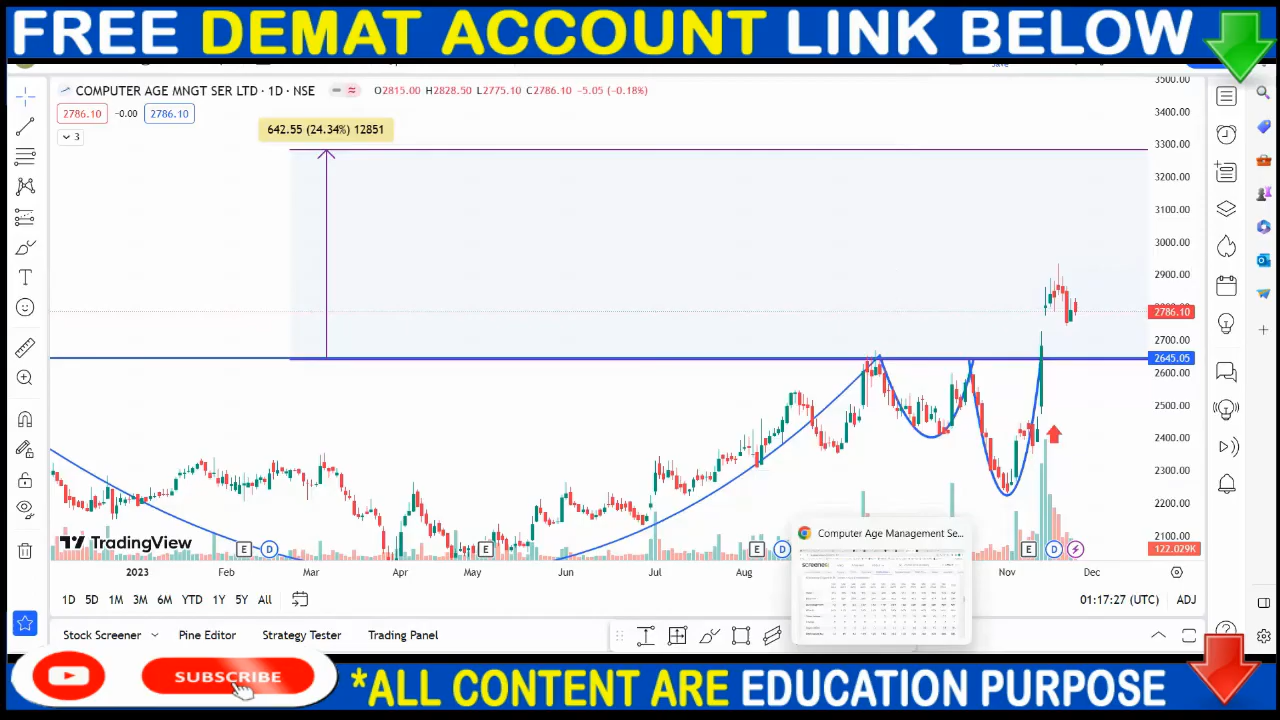 FREE DEMAT ACCOUNT LINK BELOW
COMPUTER AGE MNGT SER LTD · 1D · NSE
O2815.00 H2828.50 L2775.10 C2786.10 −5.05 (−0.18%)
2786.10 -0.00 2786.10
3
642.55 (24.34%) 12851
3500.00
3400.00
3300.00
3200.00
3100.00
3000.00
2900.00
2786.10
2700.00
2645.05
2600.00
2500.00
2400.00
2300.00
2200.00
2100.00
122.029K
TradingView
E D E E D E D
2023 Feb Mar Apr May Jun Jul Aug Nov Dec
Computer Age Management Se...
screener
1D 5D 1M YTD 1Y 5Y All
01:17:27 (UTC) ADJ
Stock Screener Pine Editor Strategy Tester Trading Panel
SUBSCRIBE
*ALL CONTENT ARE EDUCATION PURPOSE